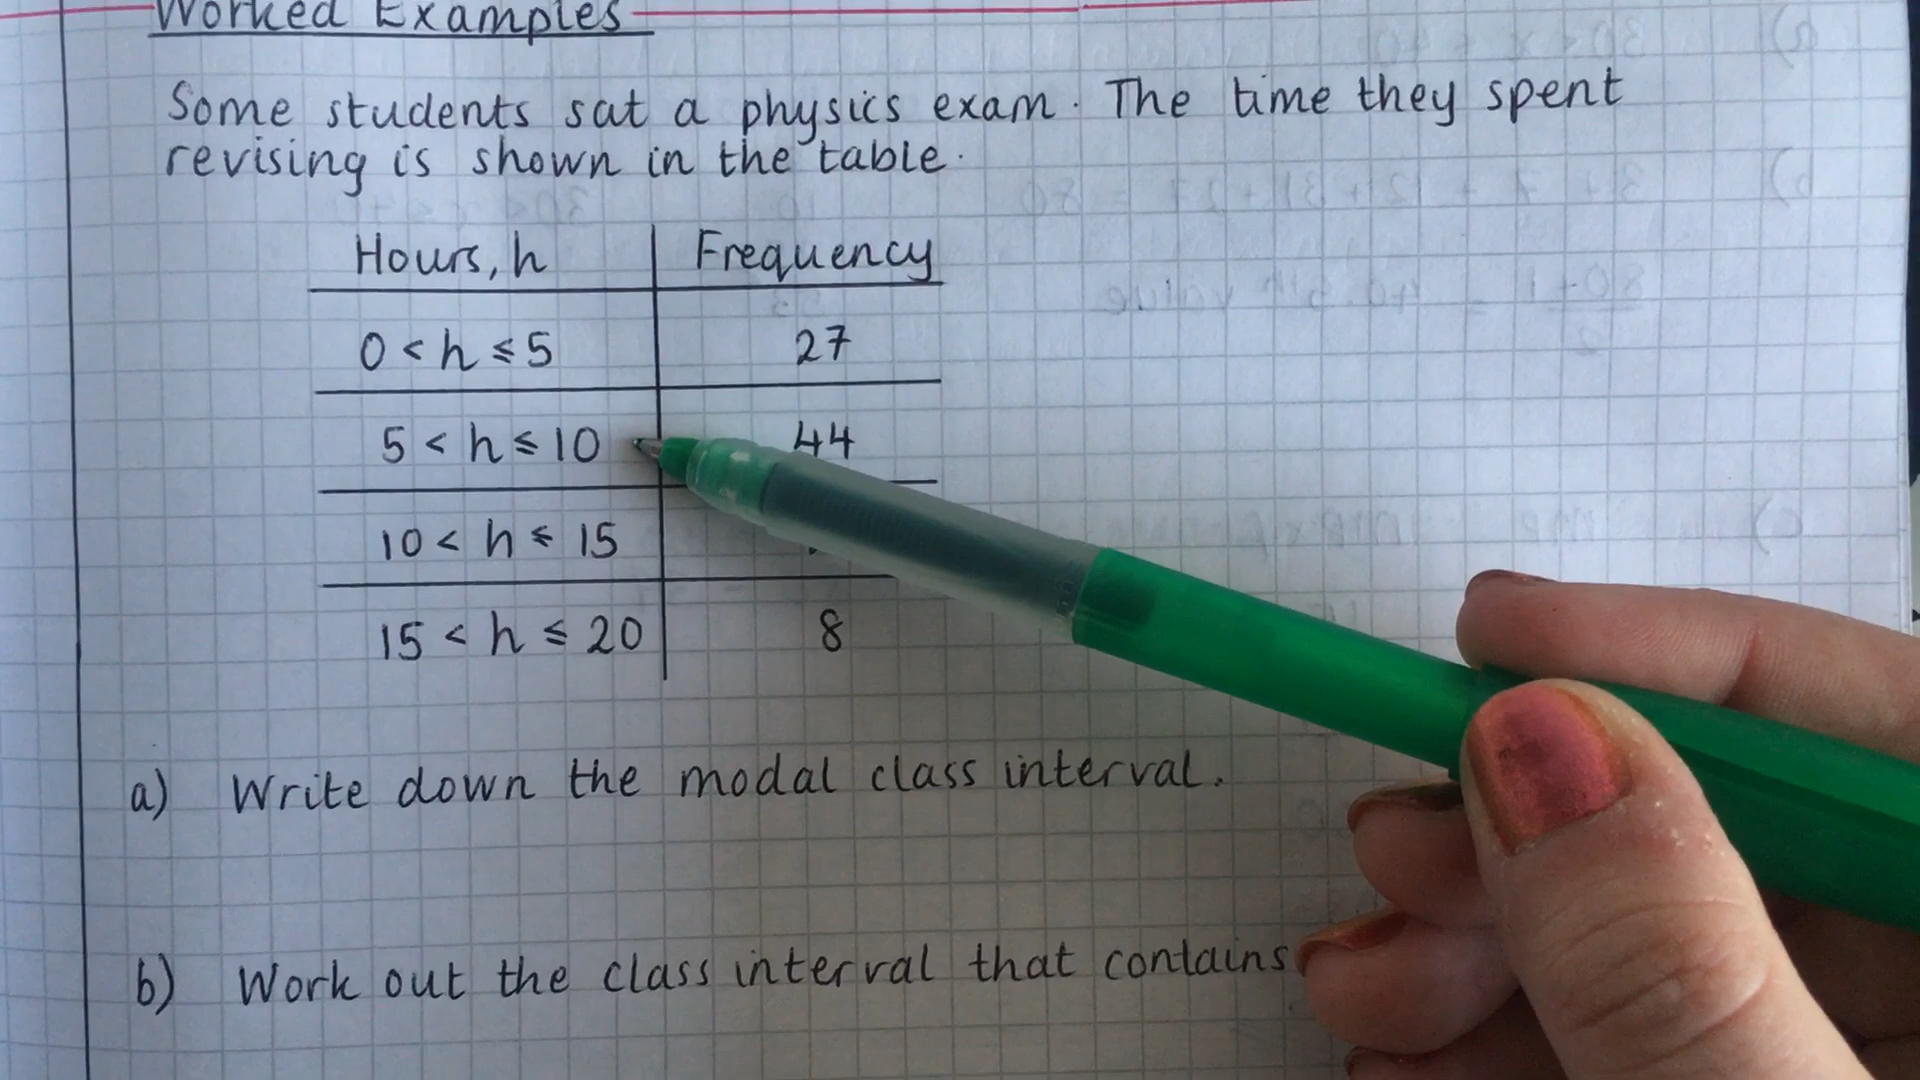 Worked Examples
Some students sat a physics exam. The time they spent
revising is shown in the table.
Hours, h Frequency
0 < h ≤ 5 27
5 < h ≤ 10 44
10 < h ≤ 15
15 < h ≤ 20 8
a) Write down the modal class interval.
b) Work out the class interval that contains